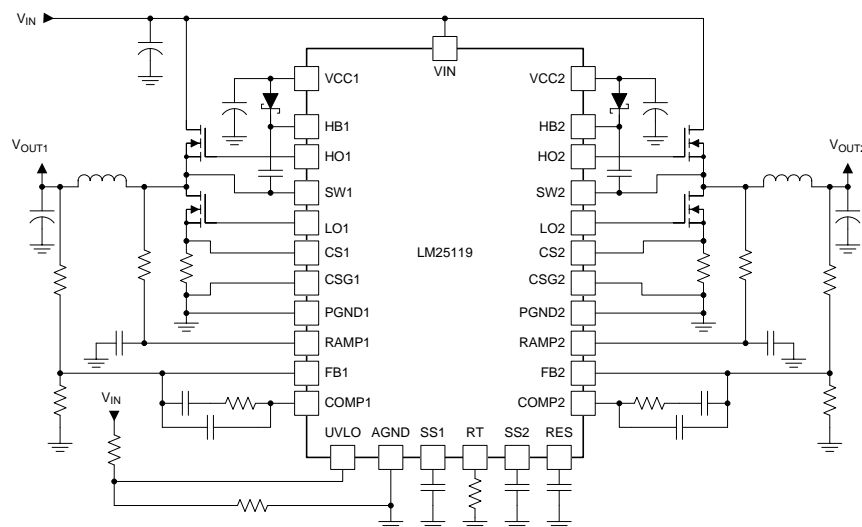 VIN
VIN
VCC1
VCC2
HB1
HB2
VOUT1
VOUT2
HO1
HO2
SW1
SW2
LO1
LO2
CS1
LM25119
CS2
CSG1
CSG2
PGND1
PGND2
RAMP1
RAMP2
FB1
FB2
VIN
COMP1
COMP2
UVLO
AGND
SS1
RT
SS2
RES